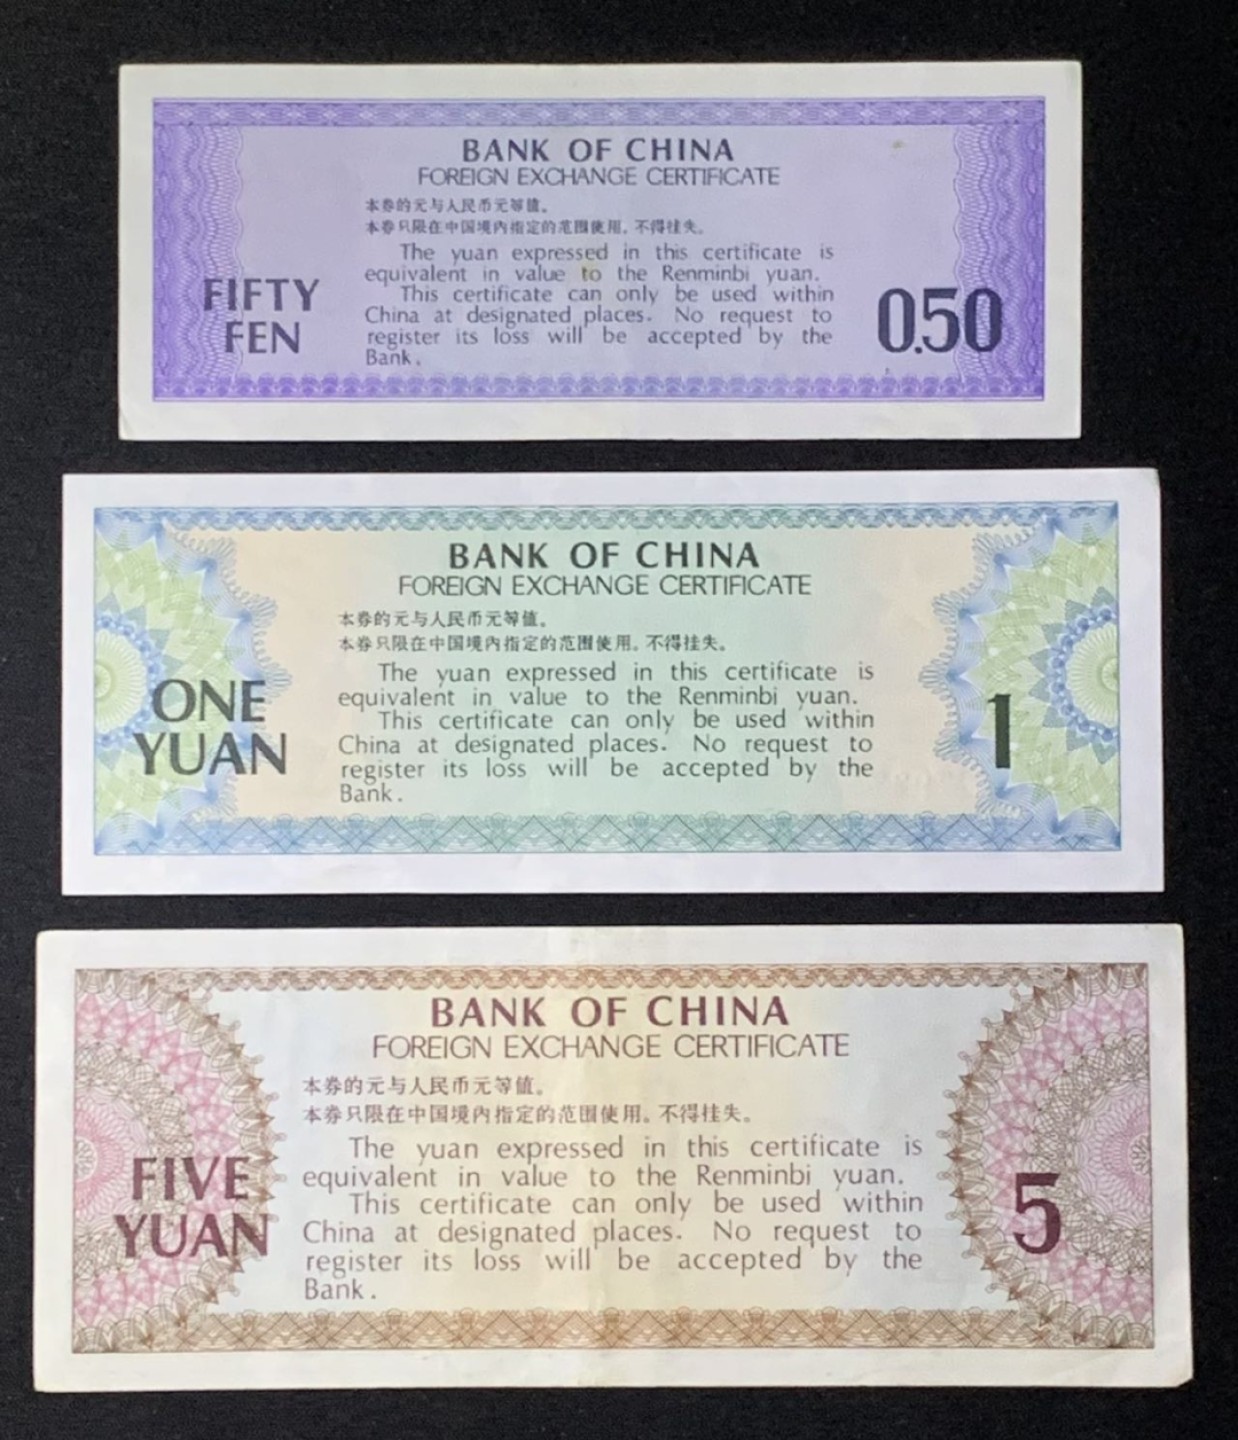 BANK OF CHINA
FOREIGN EXCHANGE CERTIFICATE
本券的元与人民币元等值。
本券只限在中国境内指定的范围使用。不得挂失。
The yuan expressed in this certificate is
equivalent in value to the Renminbi yuan.
This certificate can only be used within
China at designated places. No request to
register its loss will be accepted by the
Bank.
FIFTY
FEN
0.50
BANK OF CHINA
FOREIGN EXCHANGE CERTIFICATE
本券的元与人民币元等值。
本券只限在中国境内指定的范围使用。不得挂失。
The yuan expressed in this certificate is
equivalent in value to the Renminbi yuan.
This certificate can only be used within
China at designated places. No request to
register its loss will be accepted by the
Bank.
ONE
YUAN
1
BANK OF CHINA
FOREIGN EXCHANGE CERTIFICATE
本券的元与人民币元等值。
本券只限在中国境内指定的范围使用。不得挂失。
The yuan expressed in this certificate is
equivalent in value to the Renminbi yuan.
This certificate can only be used within
China at designated places. No request to
register its loss will be accepted by the
Bank.
FIVE
YUAN
5